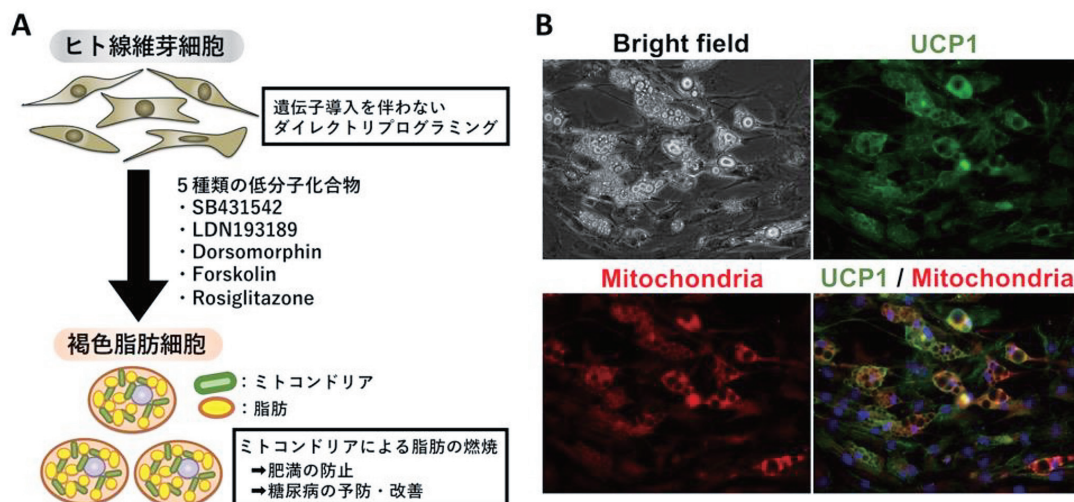 A
ヒト線維芽細胞
遺伝子導入を伴わない
ダイレクトリプログラミング
5種類の低分子化合物
・SB431542
・LDN193189
・Dorsomorphin
・Forskolin
・Rosiglitazone
褐色脂肪細胞
：ミトコンドリア
：脂肪
ミトコンドリアによる脂肪の燃焼
➡肥満の防止
➡糖尿病の予防・改善
B
Bright field
UCP1
Mitochondria
UCP1 / Mitochondria